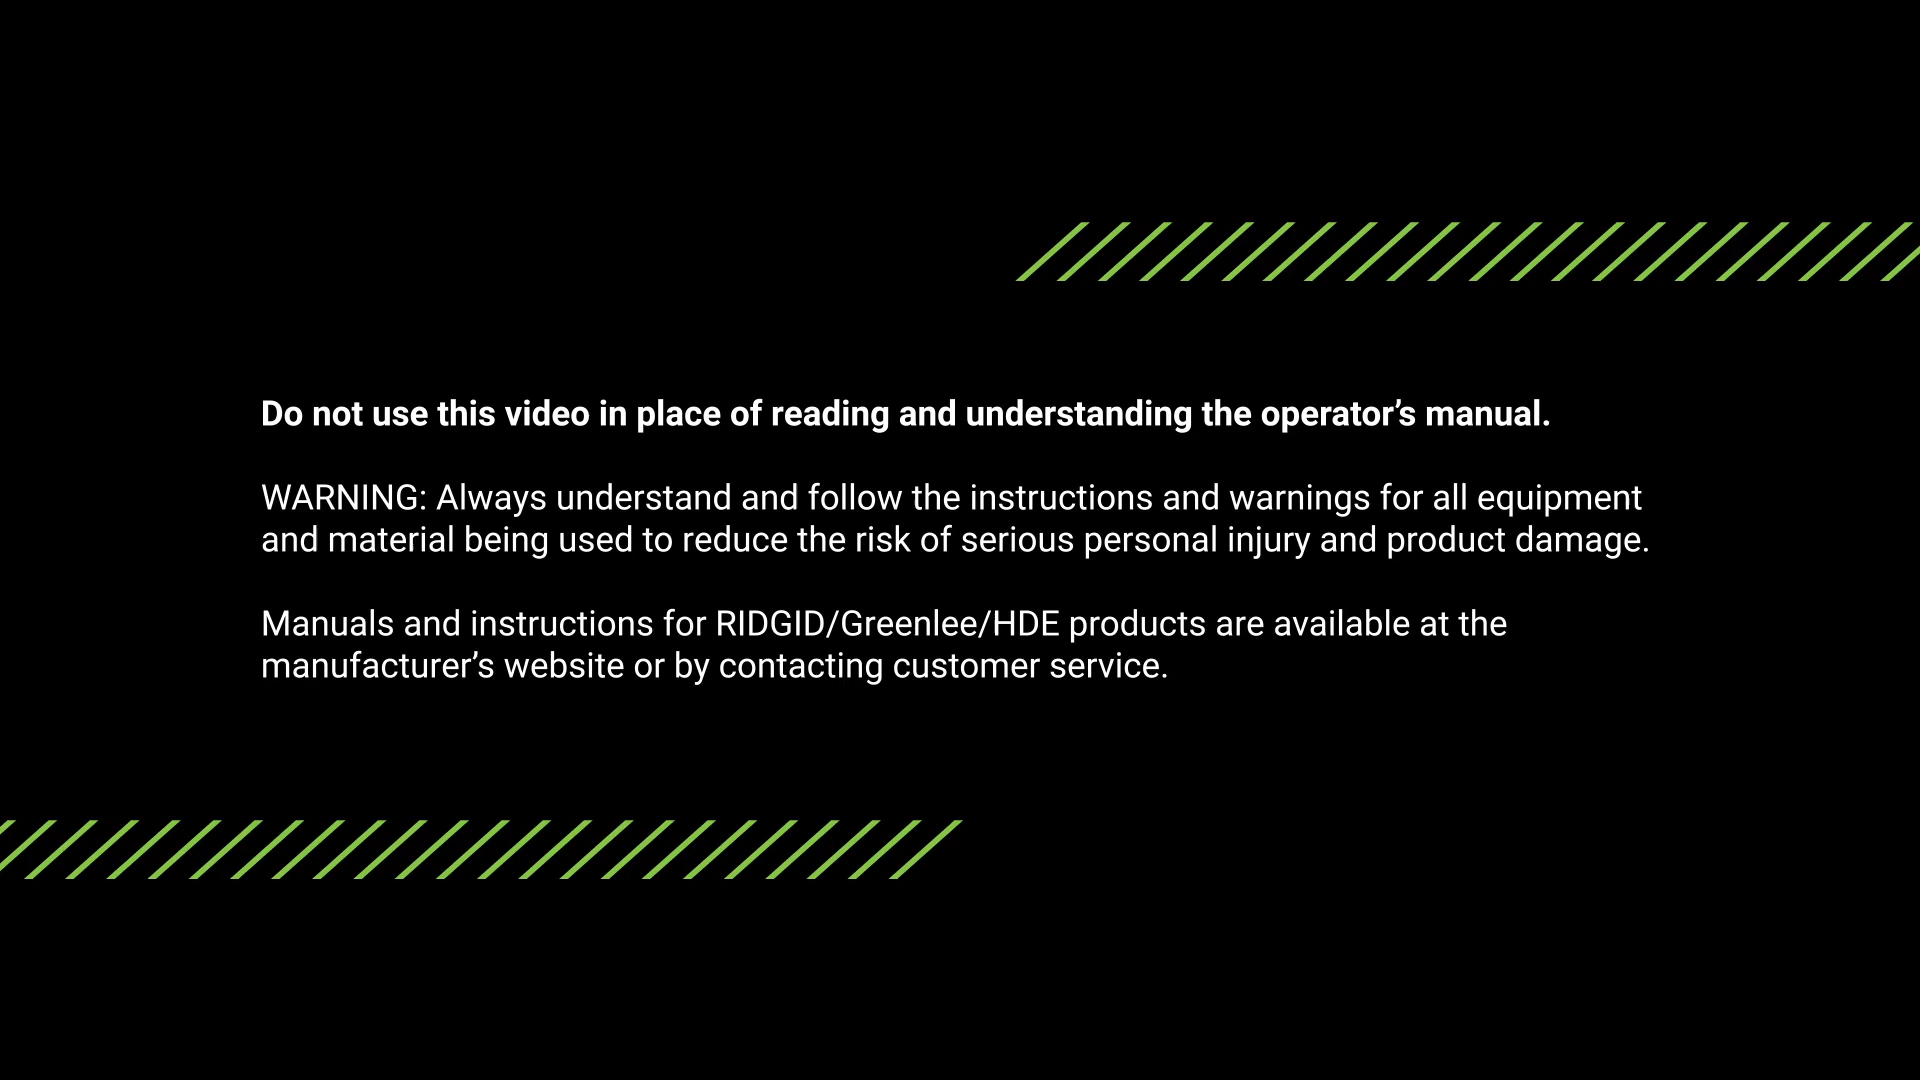 Do not use this video in place of reading and understanding the operator’s manual.
WARNING: Always understand and follow the instructions and warnings for all equipment
and material being used to reduce the risk of serious personal injury and product damage.
Manuals and instructions for RIDGID/Greenlee/HDE products are available at the
manufacturer’s website or by contacting customer service.